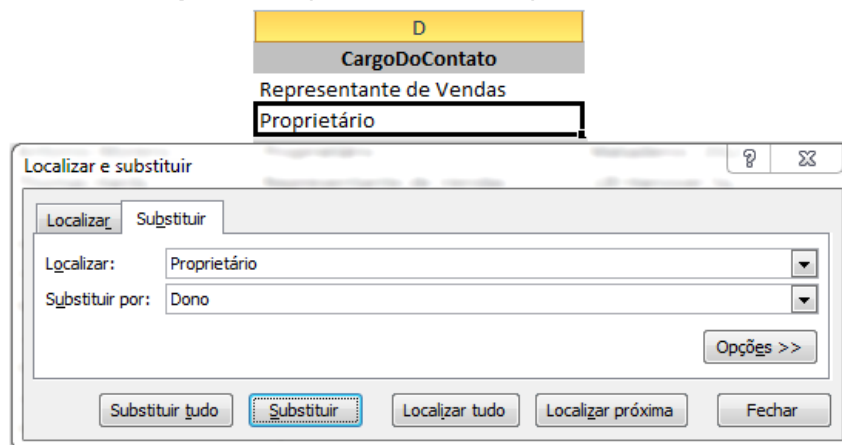 D
CargoDoContato
Representante de Vendas
Proprietário
Localizar e substituir
Localizar Substituir
Localizar: Proprietário
Substituir por: Dono
Opções >>
Substituir tudo Substituir Localizar tudo Localizar próxima Fechar